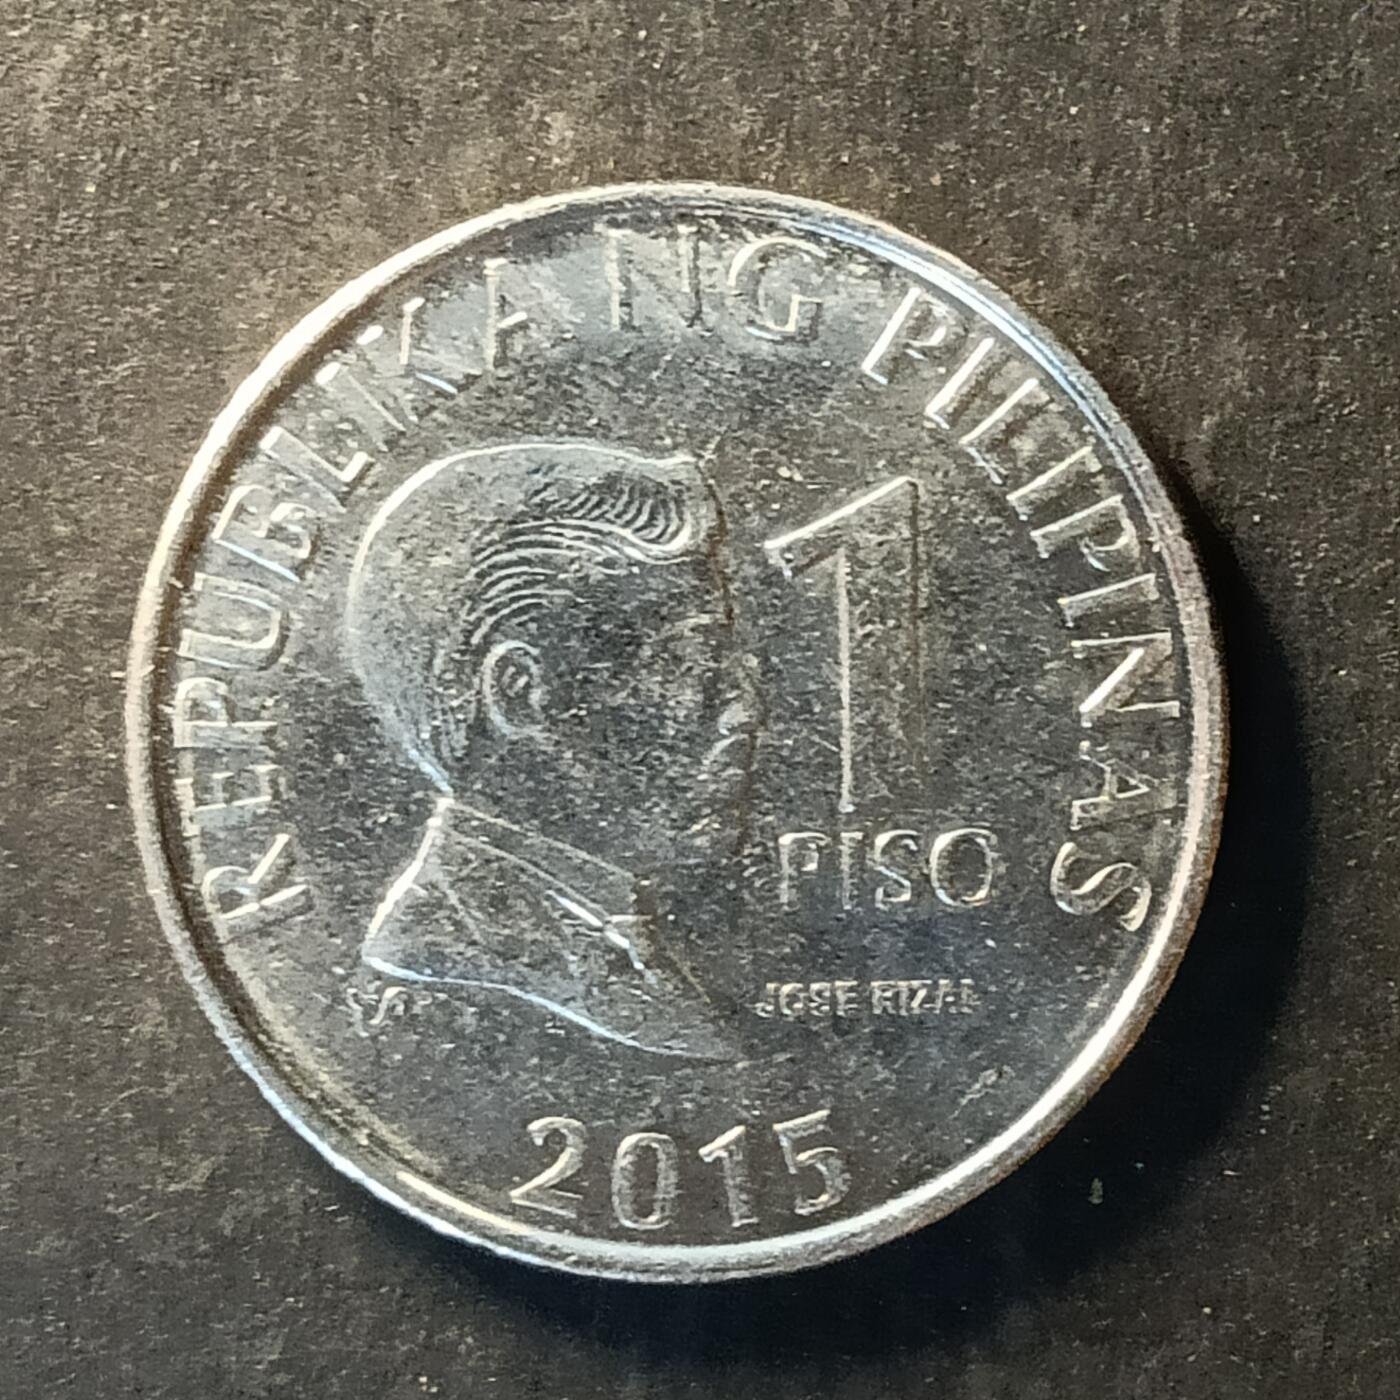 REPUBLIKA NG PILIPINAS
1
PISO
JOSE RIZAL
2015